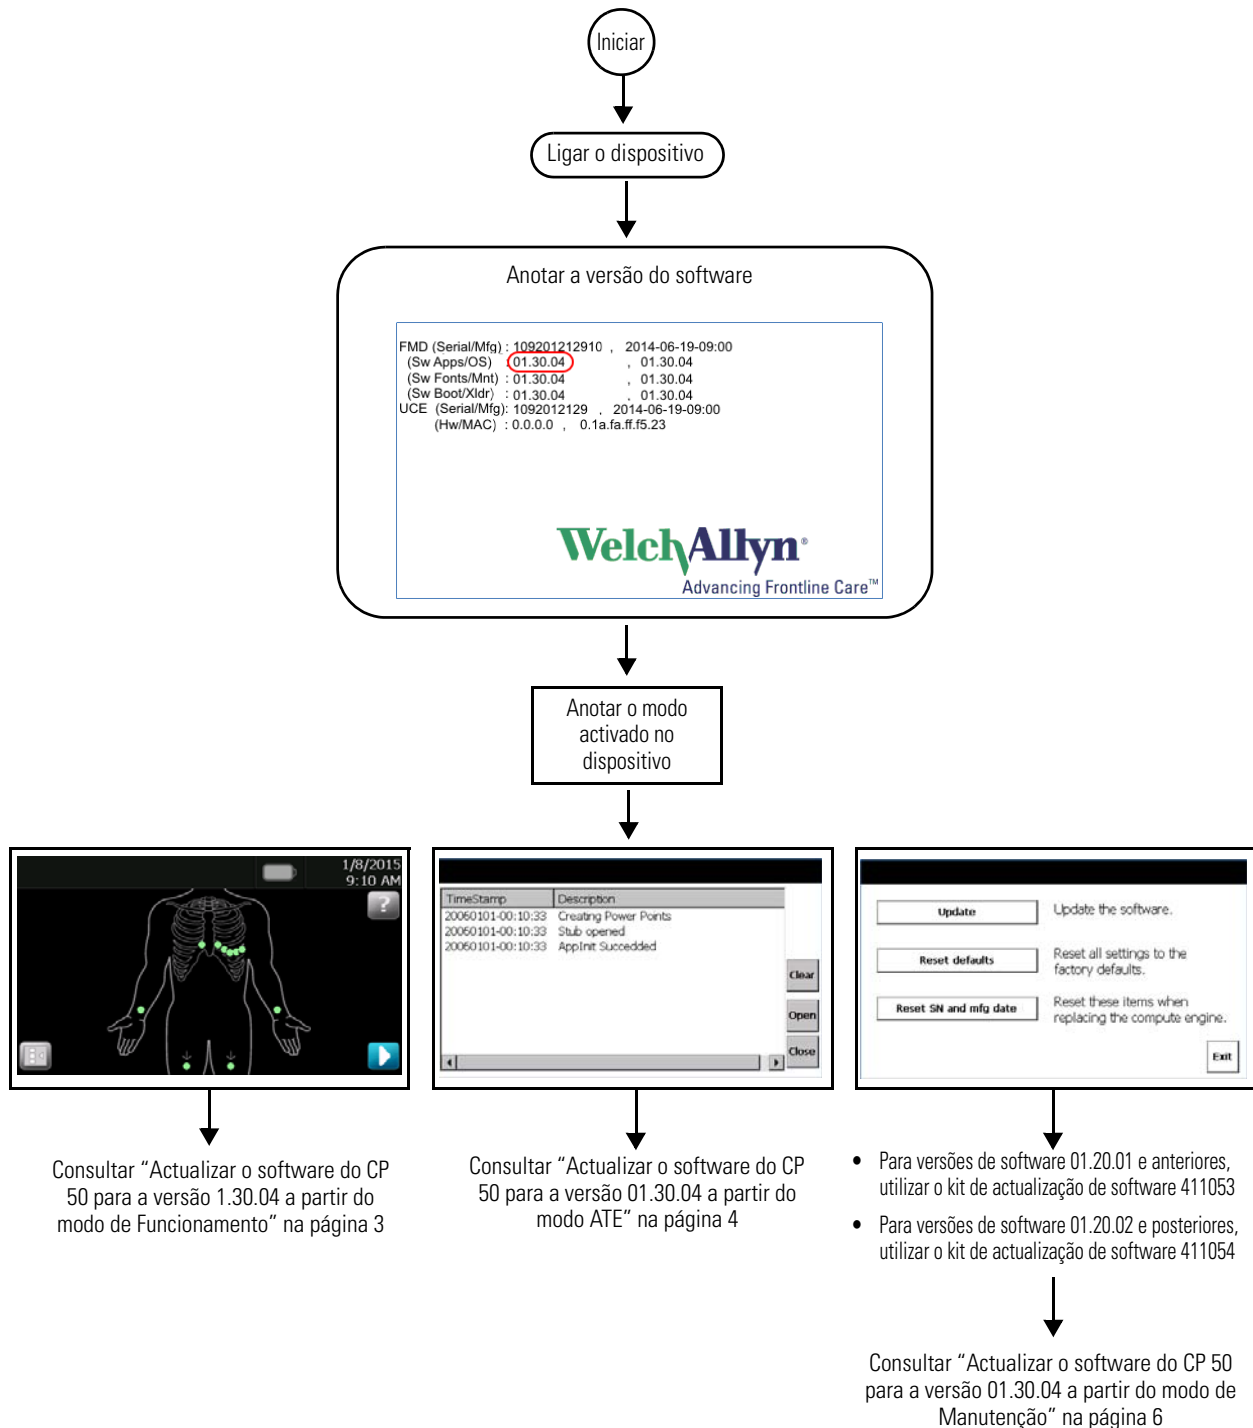 Iniciar
Ligar o dispositivo
Anotar a versão do software
FMD (Serial/Mfg) : 109201212910 , 2014-06-19-09:00
(Sw Apps/OS) : 01.30.04 , 01.30.04
(Sw Fonts/Mnt) : 01.30.04 , 01.30.04
(Sw Boot/Xldr) : 01.30.04 , 01.30.04
UCE (Serial/Mfg): 1092012129 , 2014-06-19-09:00
(Hw/MAC) : 0.0.0.0 , 0.1a.fa.ff.f5.23
WelchAllyn®
Advancing Frontline Care™
Anotar o modo
activado no
dispositivo
1/8/2015
9:10 AM
?
TimeStamp Description
20060101-00:10:33 Creating Power Points
20060101-00:10:33 Stub opened
20060101-00:10:33 AppInit Succedded
Clear
Open
Close
Update Update the software.
Reset defaults Reset all settings to the
factory defaults.
Reset SN and mfg date Reset these items when
replacing the compute engine.
Exit
Consultar “Actualizar o software do CP
50 para a versão 1.30.04 a partir do
modo de Funcionamento” na página 3
Consultar “Actualizar o software do CP
50 para a versão 01.30.04 a partir do
modo ATE” na página 4
• Para versões de software 01.20.01 e anteriores,
utilizar o kit de actualização de software 411053
• Para versões de software 01.20.02 e posteriores,
utilizar o kit de actualização de software 411054
Consultar “Actualizar o software do CP 50
para a versão 01.30.04 a partir do modo de
Manutenção” na página 6